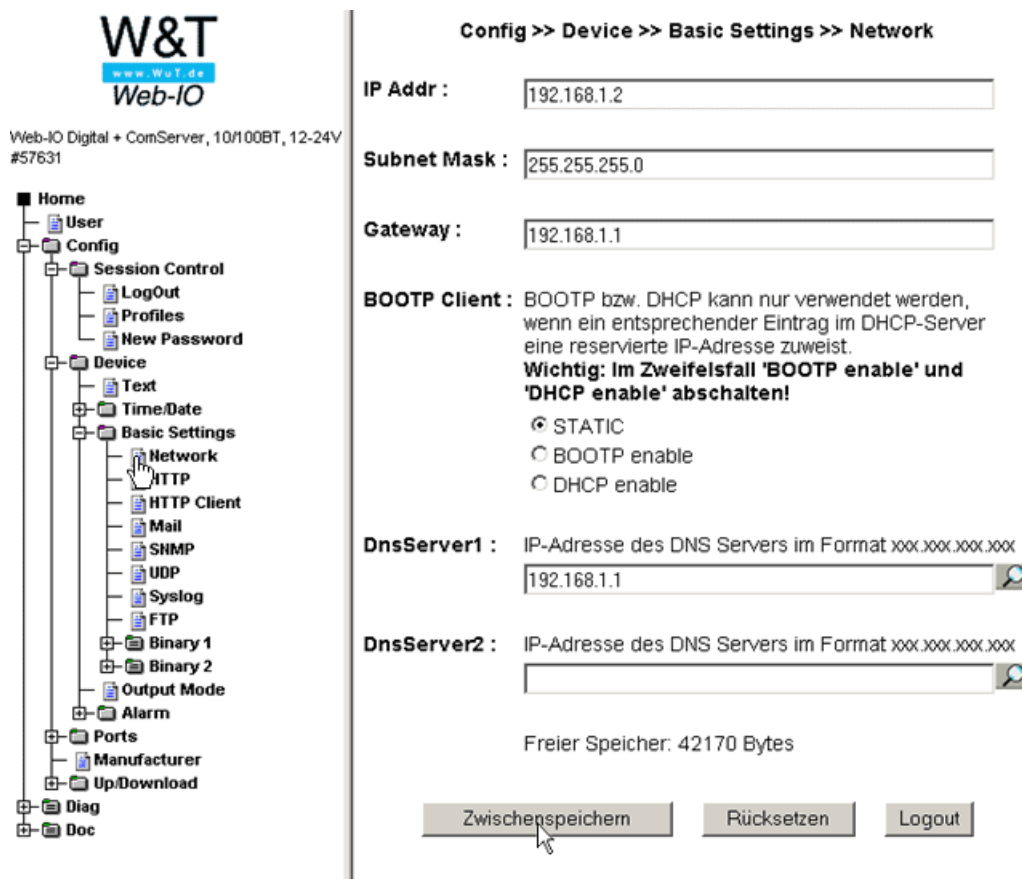 W&T
www.WuT.de
Web-IO
Web-IO Digital + ComServer, 10/100BT, 12-24V
#57631
Home
User
Config
Session Control
LogOut
Profiles
New Password
Device
Text
Time/Date
Basic Settings
Network
HTTP
HTTP Client
Mail
SNMP
UDP
Syslog
FTP
Binary 1
Binary 2
Output Mode
Alarm
Ports
Manufacturer
Up/Download
Diag
Doc
Config >> Device >> Basic Settings >> Network
IP Addr :
192.168.1.2
Subnet Mask :
255.255.255.0
Gateway :
192.168.1.1
BOOTP Client : BOOTP bzw. DHCP kann nur verwendet werden,
wenn ein entsprechender Eintrag im DHCP-Server
eine reservierte IP-Adresse zuweist.
Wichtig: Im Zweifelsfall 'BOOTP enable' und
'DHCP enable' abschalten!
STATIC
BOOTP enable
DHCP enable
DnsServer1 : IP-Adresse des DNS Servers im Format xxx.xxx.xxx.xxx
192.168.1.1
DnsServer2 : IP-Adresse des DNS Servers im Format xxx.xxx.xxx.xxx
Freier Speicher: 42170 Bytes
Zwischenspeichern Rücksetzen Logout